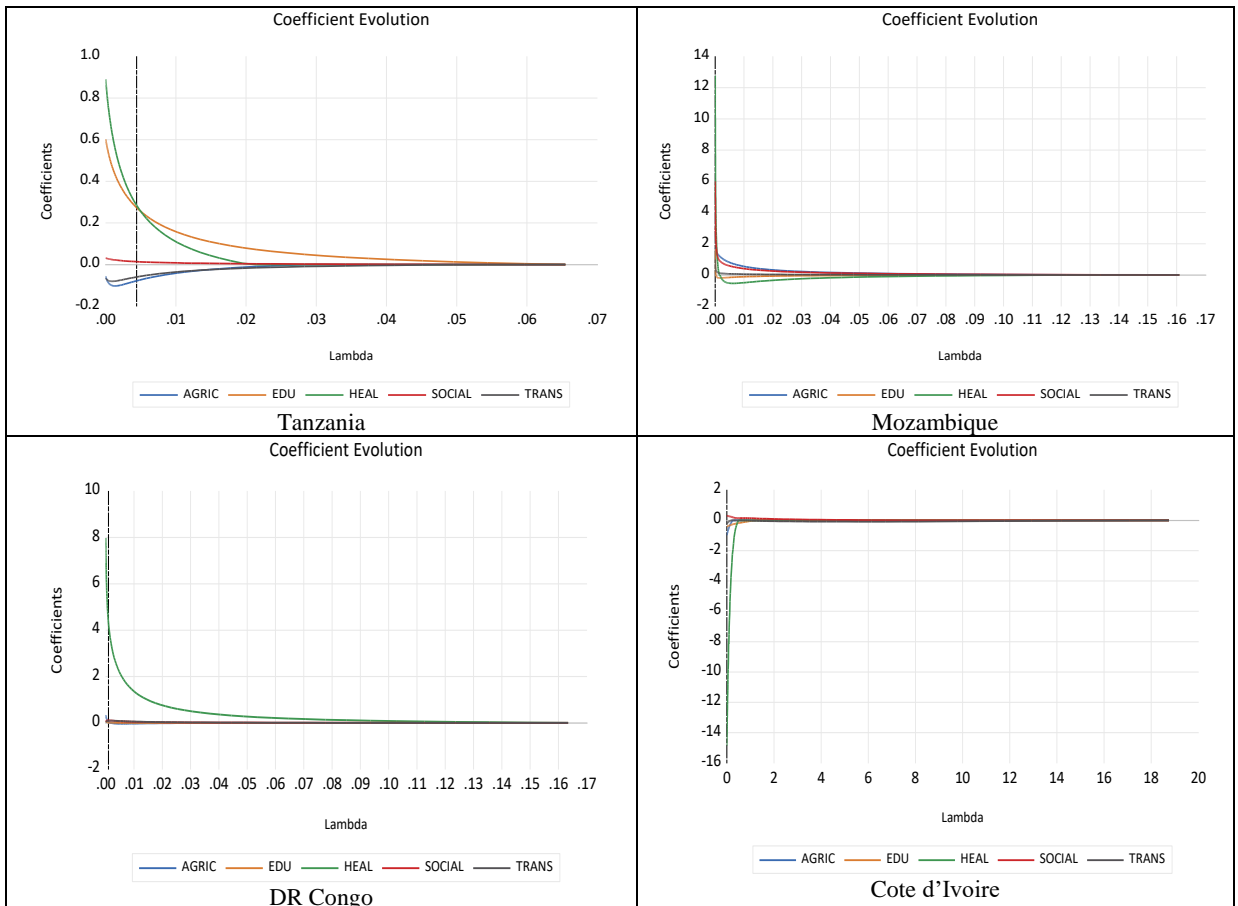 Coefficient Evolution
1.0
0.8
0.6
0.4
0.2
0.0
-0.2
Coefficients
.00 .01 .02 .03 .04 .05 .06 .07
Lambda
AGRIC EDU HEAL SOCIAL TRANS
Tanzania
Coefficient Evolution
14
12
10
8
6
4
2
0
-2
Coefficients
.00 .01 .02 .03 .04 .05 .06 .07 .08 .09 .10 .11 .12 .13 .14 .15 .16 .17
Lambda
AGRIC EDU HEAL SOCIAL TRANS
Mozambique
Coefficient Evolution
10
8
6
4
2
0
-2
Coefficients
.00 .01 .02 .03 .04 .05 .06 .07 .08 .09 .10 .11 .12 .13 .14 .15 .16 .17
Lambda
AGRIC EDU HEAL SOCIAL TRANS
DR Congo
Coefficient Evolution
2
0
-2
-4
-6
-8
-10
-12
-14
-16
Coefficients
0 2 4 6 8 10 12 14 16 18 20
Lambda
AGRIC EDU HEAL SOCIAL TRANS
Cote d’Ivoire